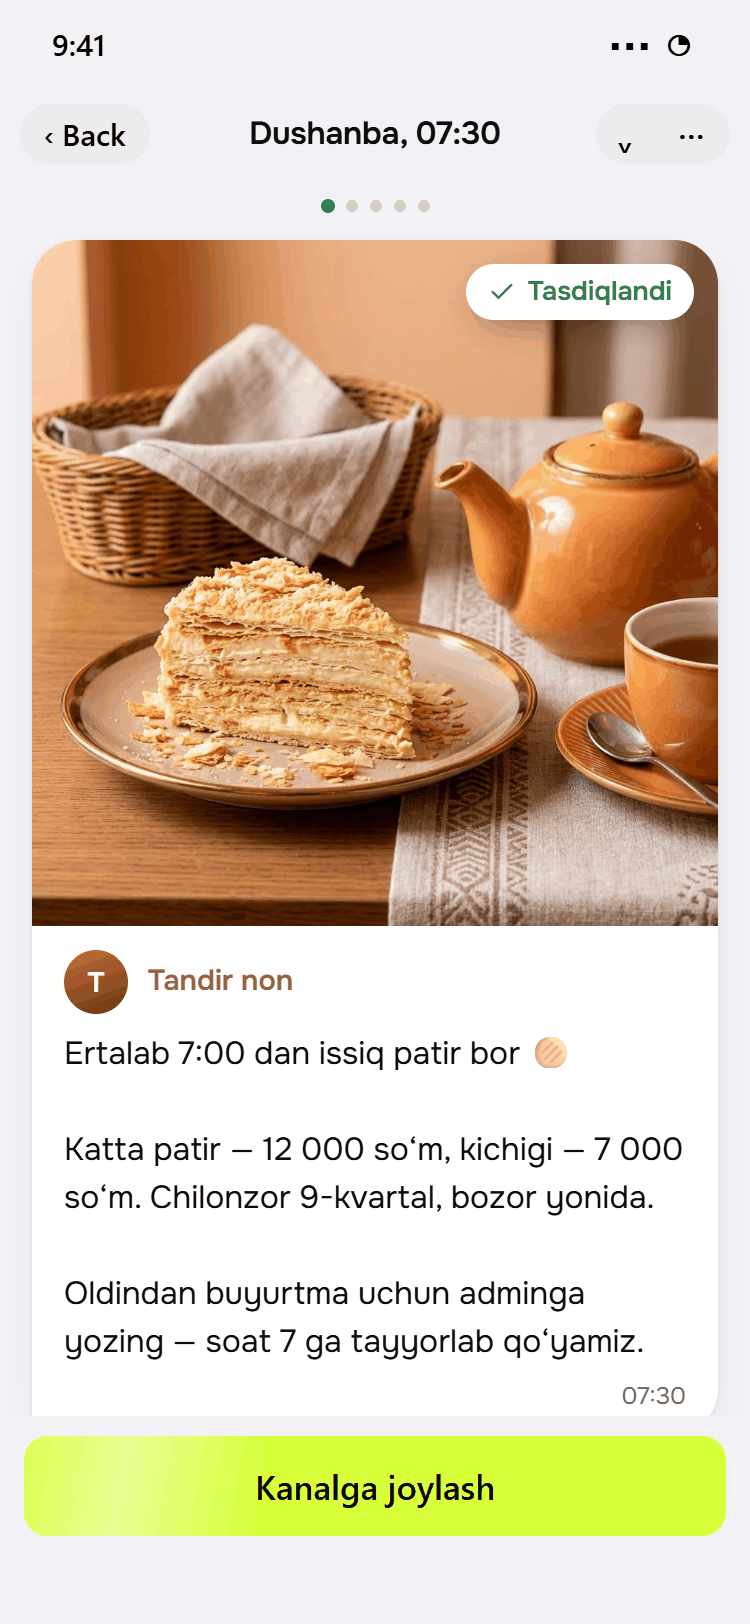 9:41
‹ Back
Dushanba, 07:30
Tasdiqlandi
T
Tandir non
Ertalab 7:00 dan issiq patir bor
Katta patir — 12 000 so‘m, kichigi — 7 000
so‘m. Chilonzor 9-kvartal, bozor yonida.
Oldindan buyurtma uchun adminga
yozing — soat 7 ga tayyorlab qo‘yamiz.
07:30
Kanalga joylash